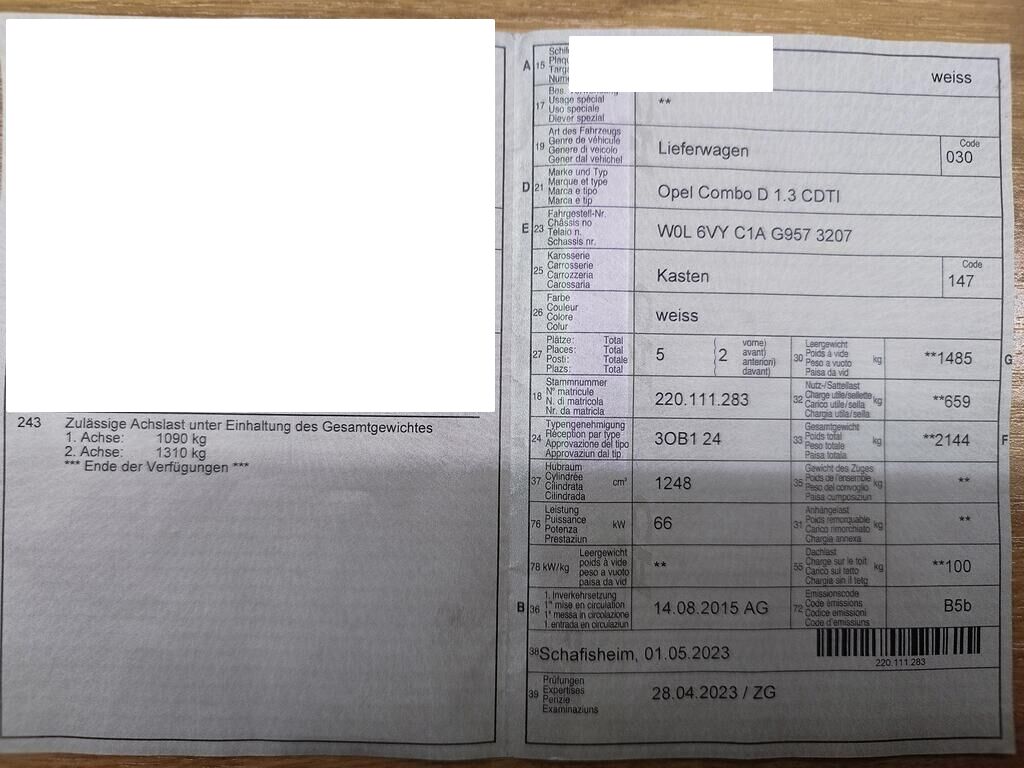 243 Zulässige Achslast unter Einhaltung des Gesamtgewichtes
1. Achse: 1090 kg
2. Achse: 1310 kg
*** Ende der Verfügungen ***
A 15
weiss
17
Usage spécial
Uso speciale
Diever spezial
**
19 Art des Fahrzeugs
Genre de véhicule
Genere di veicolo
Gener dal vehichel
Lieferwagen
Code
030
D 21 Marke und Typ
Marque et type
Marca e tipo
Marca e tip
Opel Combo D 1.3 CDTI
E 23 Fahrgestell-Nr.
Châssis no
Telaio n.
Schassis nr.
W0L 6VY C1A G957 3207
25 Karosserie
Carrosserie
Carrozzeria
Carossaria
Kasten
Code
147
26 Farbe
Couleur
Colore
Colur
weiss
27 Plätze: Total
Places: Total
Posti: Totale
Plazs: Total
5 ( 2 vorne)
avant)
anteriori)
davant)
30 Leergewicht
Poids à vide
Peso a vuoto
Paisa da vid
kg **1485 G
18 Stammnummer
N° matricule
N. di matricola
Nr. da matricla
220.111.283
32 Nutz-/Sattellast
Charge utile/sellette
Carico utile/sella
Chargia utila/sella
kg **659
24 Typengenehmigung
Réception par type
Approvazione del tipo
Approvaziun dal tip
3OB1 24
33 Gesamtgewicht
Poids total
Peso totale
Paisa totala
kg **2144 F
37 Hubraum
Cylindrée
Cilindrata
Cilindrada
cm³ 1248
35 Gewicht des Zuges
Poids de l'ensemble
Peso del convoglio
Paisa cumposiziun
kg **
76 Leistung
Puissance
Potenza
Prestaziun
kW 66
31 Anhängelast
Poids remorquable
Carico rimorchiato
Chargia annexa
kg **
78 kW/kg Leergewicht
poids à vide
peso a vuoto
paisa da vid
**
55 Dachlast
Charge sur le toit
Carico sul tetto
Chargia sin il tetg
kg **100
B 36 1. Inverkehrsetzung
1re mise en circulation
1a messa in circolazione
1. entrada en circulaziun
14.08.2015 AG
72 Emissionscode
Code émissions
Codice emissioni
Code d'emissiuns
B5b
38 Schafisheim, 01.05.2023
220.111.283
39 Prüfungen
Expertises
Perizie
Examinaziuns
28.04.2023 / ZG